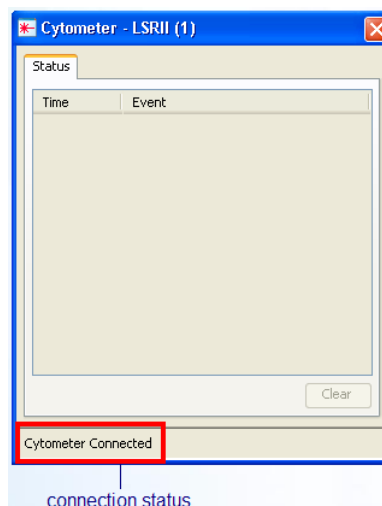 Cytometer - LSRII (1)
Status
Time Event
Clear
Cytometer Connected
connection status